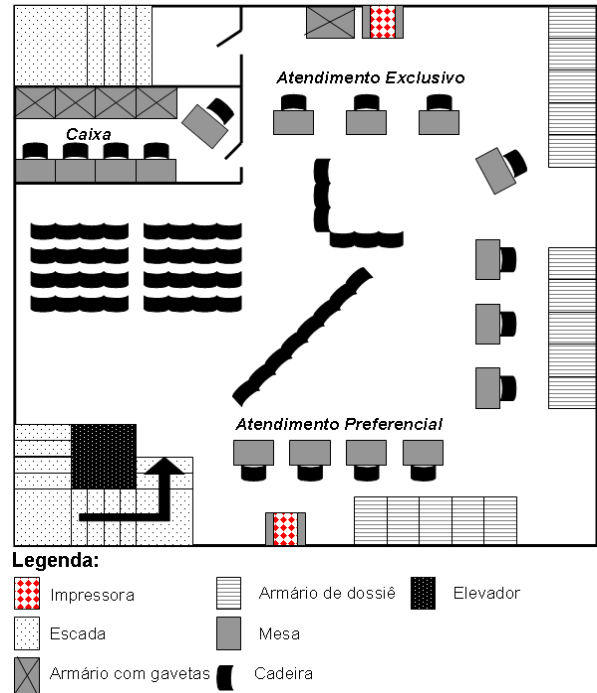 Atendimento Exclusivo
Caixa
Atendimento Preferencial
Legenda:
Impressora
Armário de dossiê
Elevador
Escada
Mesa
Armário com gavetas
Cadeira